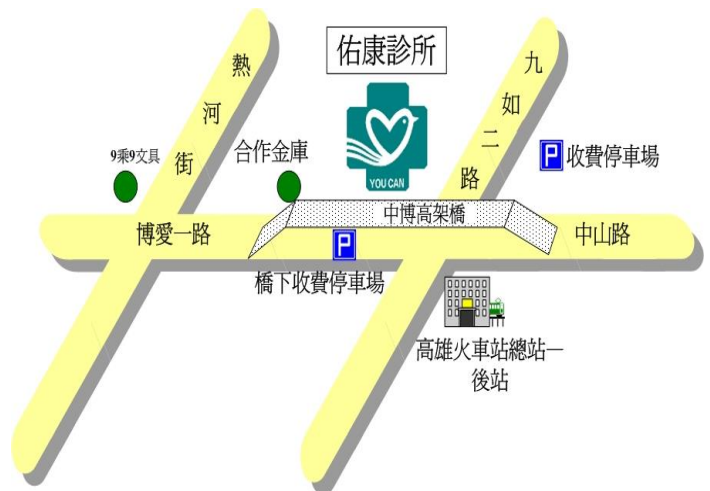 佑康診所
YOU CAN
熱河街
九如二路
9乘9文具
合作金庫
P
收費停車場
中博高架橋
博愛一路
中山路
P
橋下收費停車場
高雄火車站總站—
後站